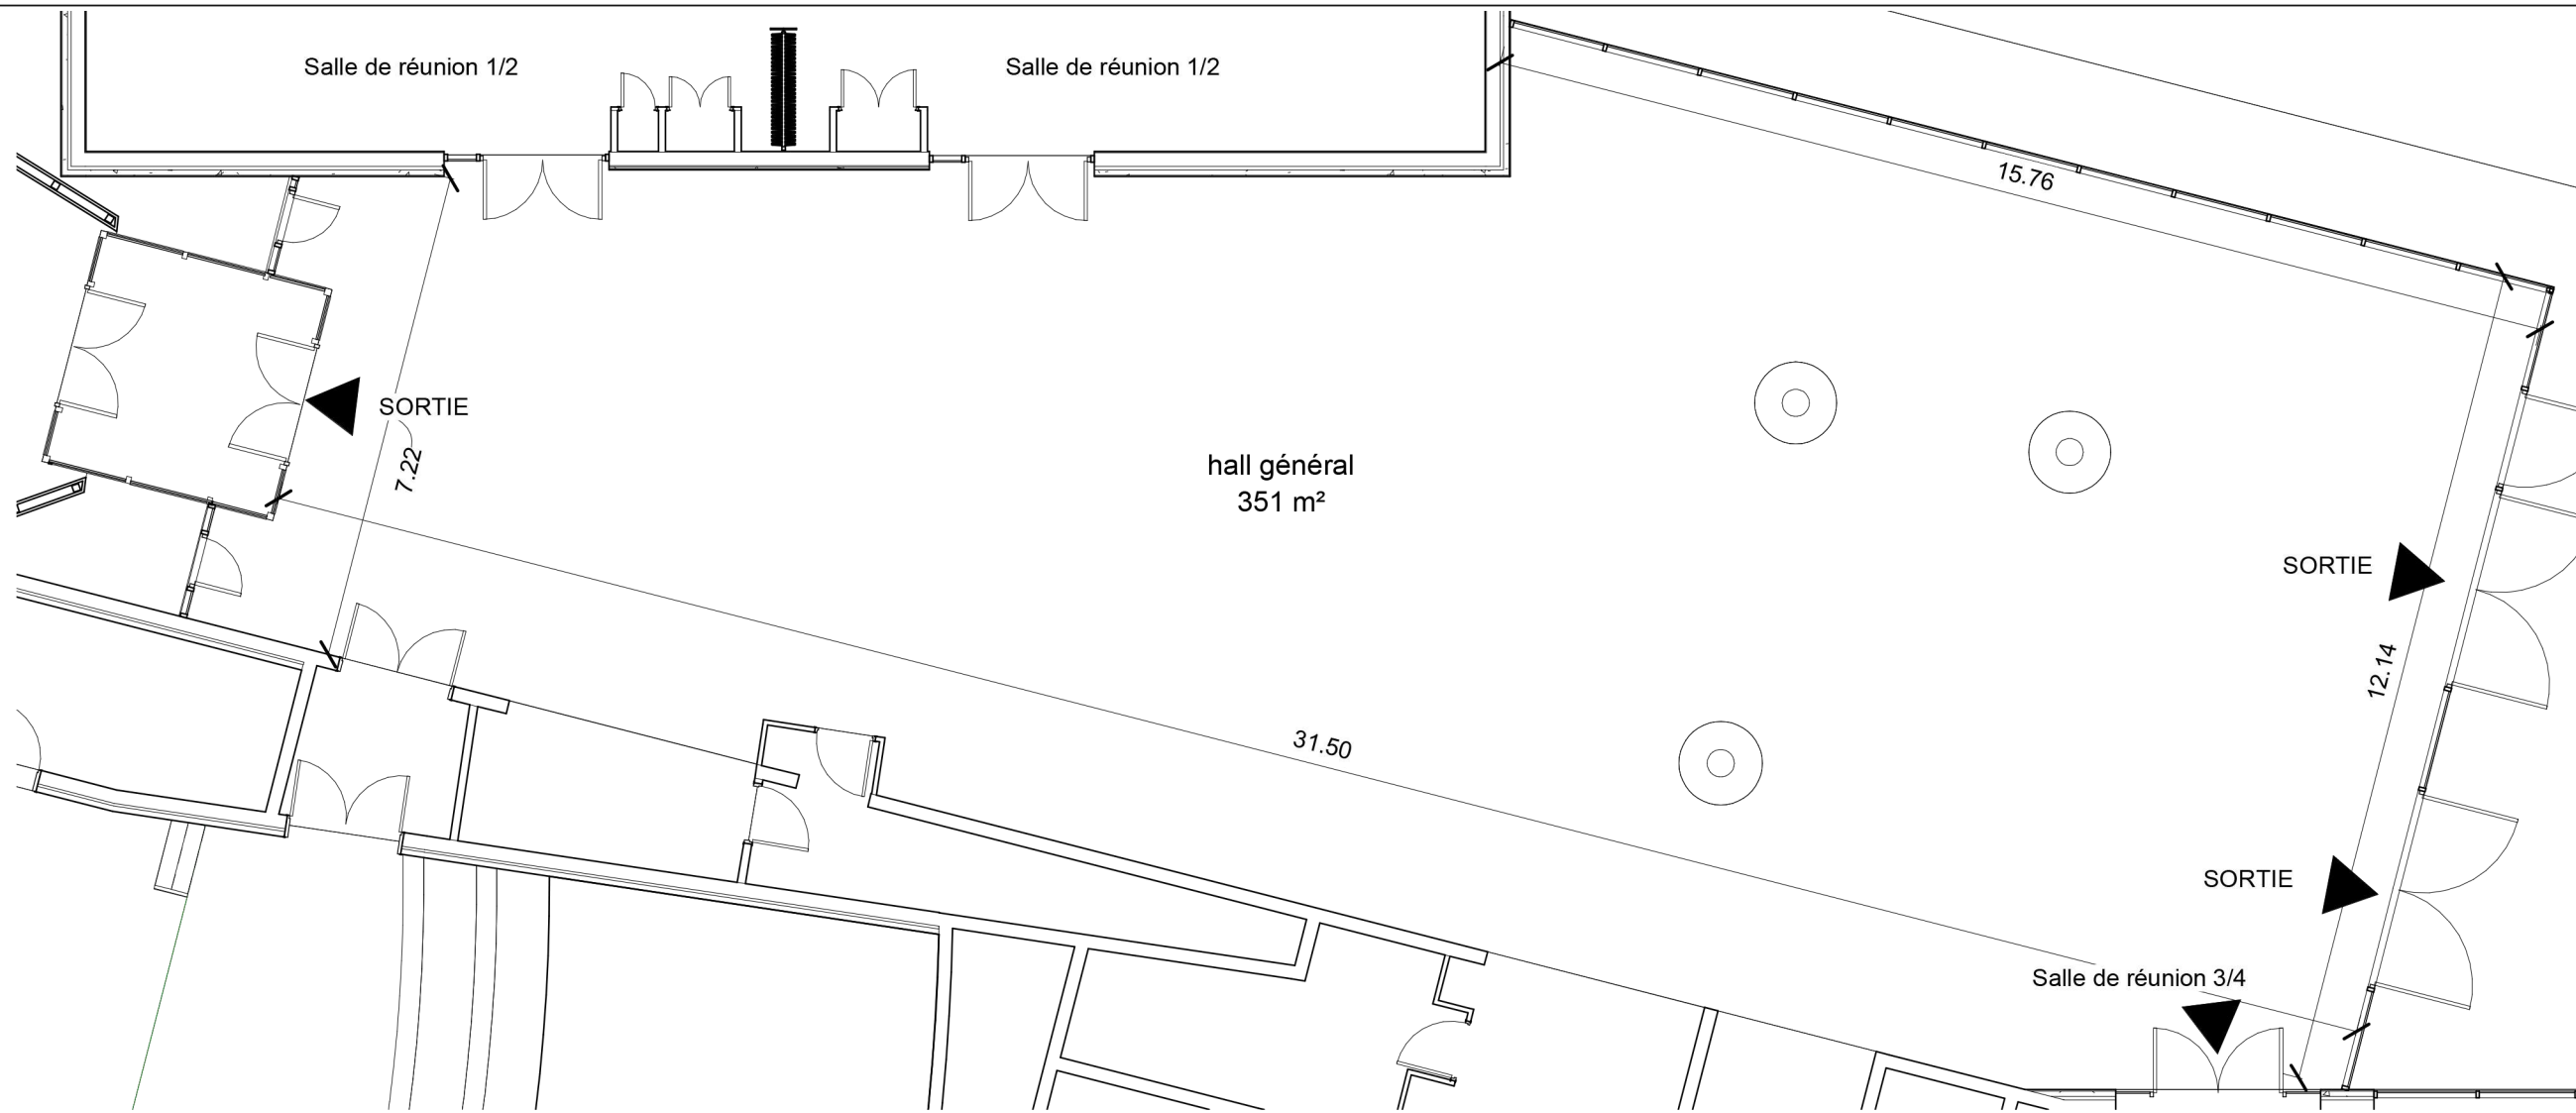 Salle de réunion 1/2
Salle de réunion 1/2
15.76
SORTIE
7.22
hall général
351 m²
SORTIE
12.14
31.50
SORTIE
Salle de réunion 3/4